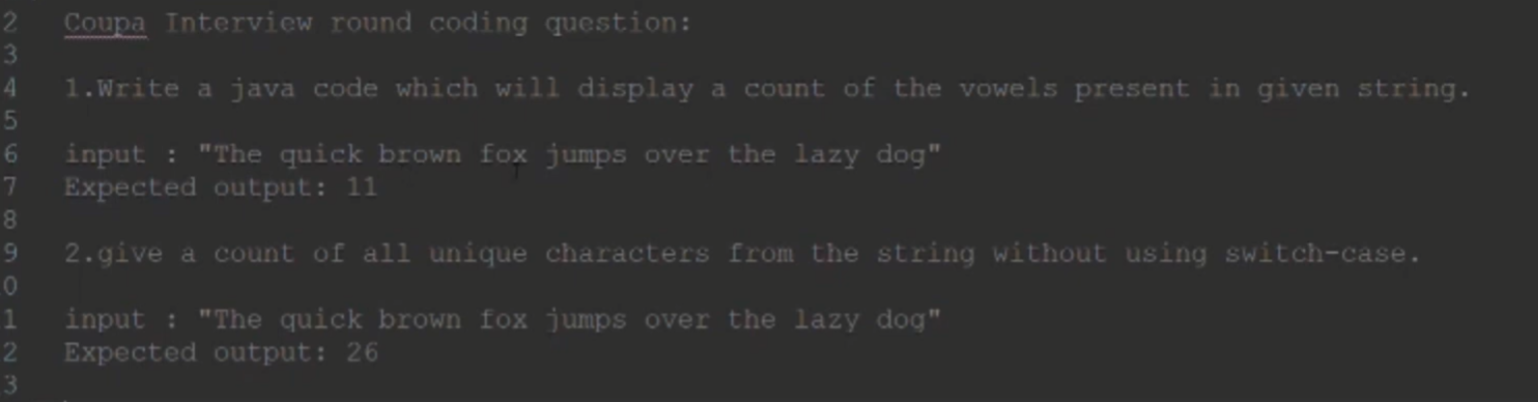 2 Coupa Interview round coding question:
3
4 1.Write a java code which will display a count of the vowels present in given string.
5
6 input : "The quick brown fox jumps over the lazy dog"
7 Expected output: 11
8
9 2.give a count of all unique characters from the string without using switch-case.
0
1 input : "The quick brown fox jumps over the lazy dog"
2 Expected output: 26
3